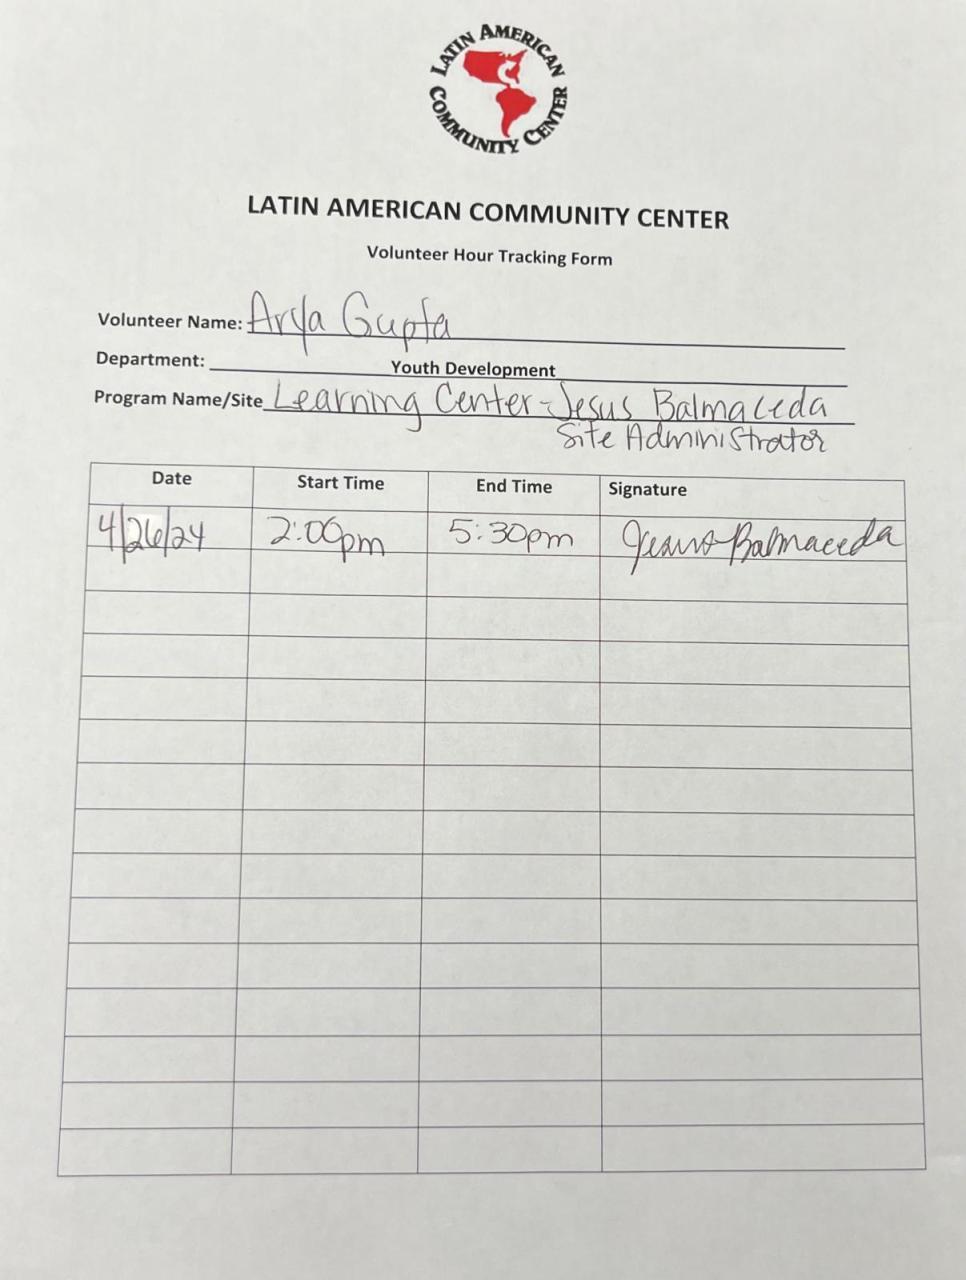 LATIN AMERICAN
COMMUNITY CENTER
LATIN AMERICAN COMMUNITY CENTER
Volunteer Hour Tracking Form
Volunteer Name: Arya Gupta
Department: Youth Development
Program Name/Site Learning Center - Jesus Balmaceda
Site Administrator
Date Start Time End Time Signature
4/26/24 2:00pm 5:30pm Jesus Balmaceda